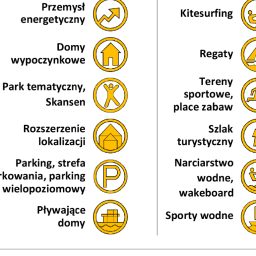 Przemysł
energetyczny
Domy
wypoczynkowe
Park tematyczny,
Skansen
Rozszerzenie
lokalizacji
Parking, strefa
rkowania, parking
wielopoziomowy
P
Pływające
domy
Kitesurfing
Regaty
Tereny
sportowe,
place zabaw
Szlak
turystyczny
Narciarstwo
wodne,
wakeboard
Sporty wodne